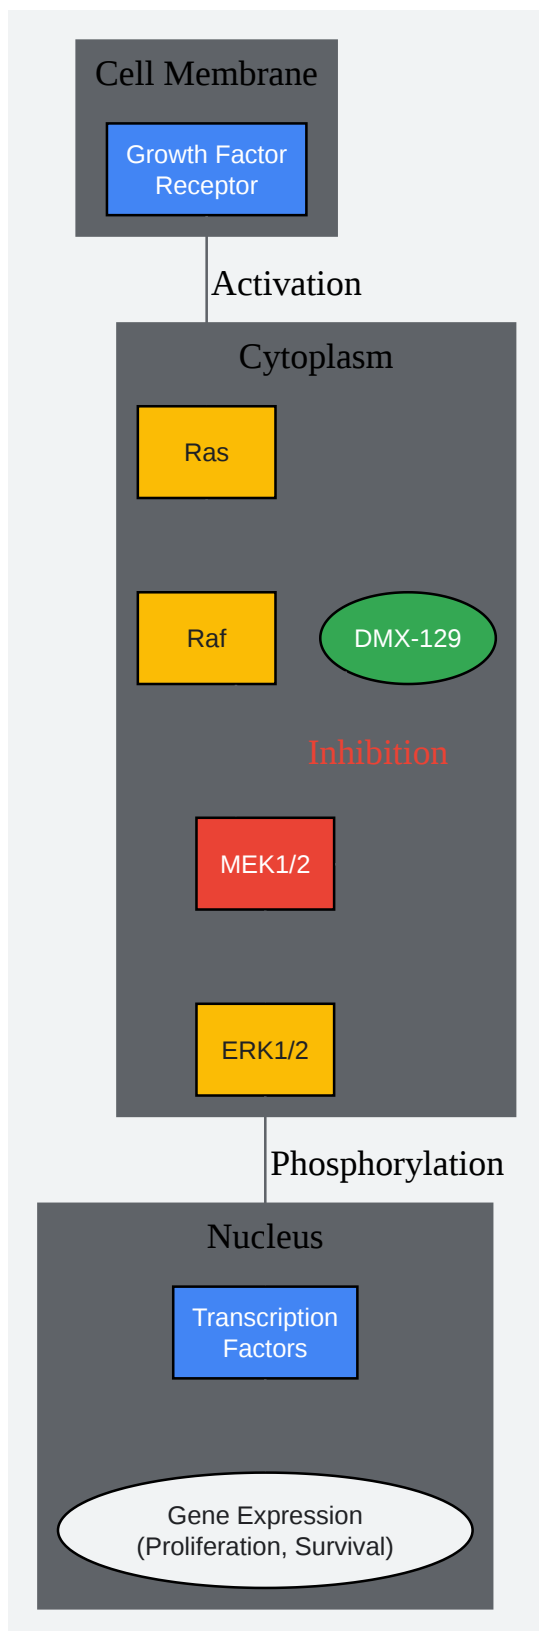 Cell Membrane
Growth Factor
Receptor
Activation
Cytoplasm
Ras
Raf
DMX-129
Inhibition
MEK1/2
ERK1/2
Phosphorylation
Nucleus
Transcription
Factors
Gene Expression
(Proliferation, Survival)